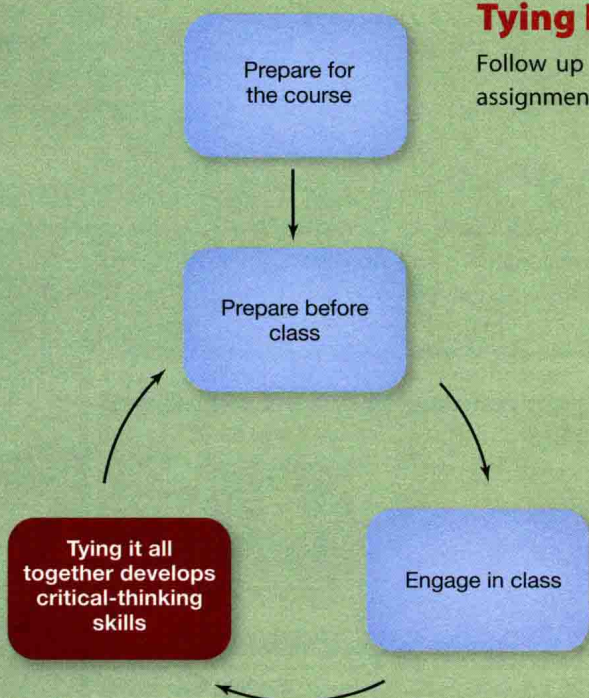 Tying
Follow up
assignmen
Prepare for
the course
Prepare before
class
Engage in class
Tying it all
together develops
critical-thinking
skills